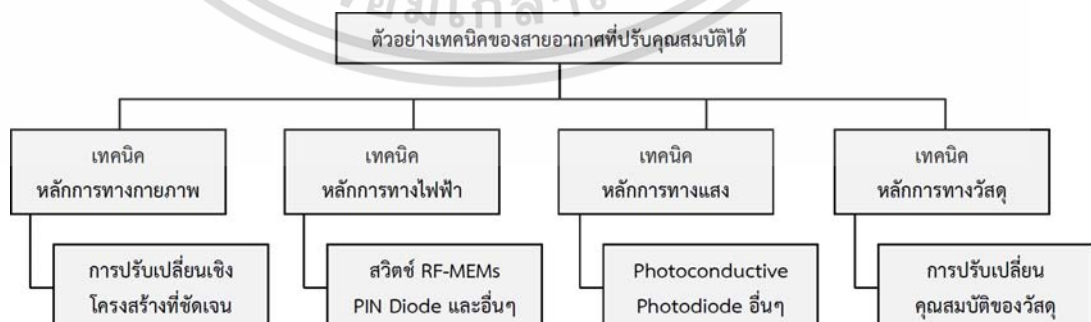 ตัวอย่างเทคนิคของสายอากาศที่ปรับคุณสมบัติได้
เทคนิค
หลักการทางกายภาพ
เทคนิค
หลักการทางไฟฟ้า
เทคนิค
หลักการทางแสง
เทคนิค
หลักการทางวัสดุ
การปรับเปลี่ยนเชิง
โครงสร้างที่ชัดเจน
สวิตช์ RF-MEMs
PIN Diode และอื่นๆ
Photoconductive
Photodiode อื่นๆ
การปรับเปลี่ยน
คุณสมบัติของวัสดุ